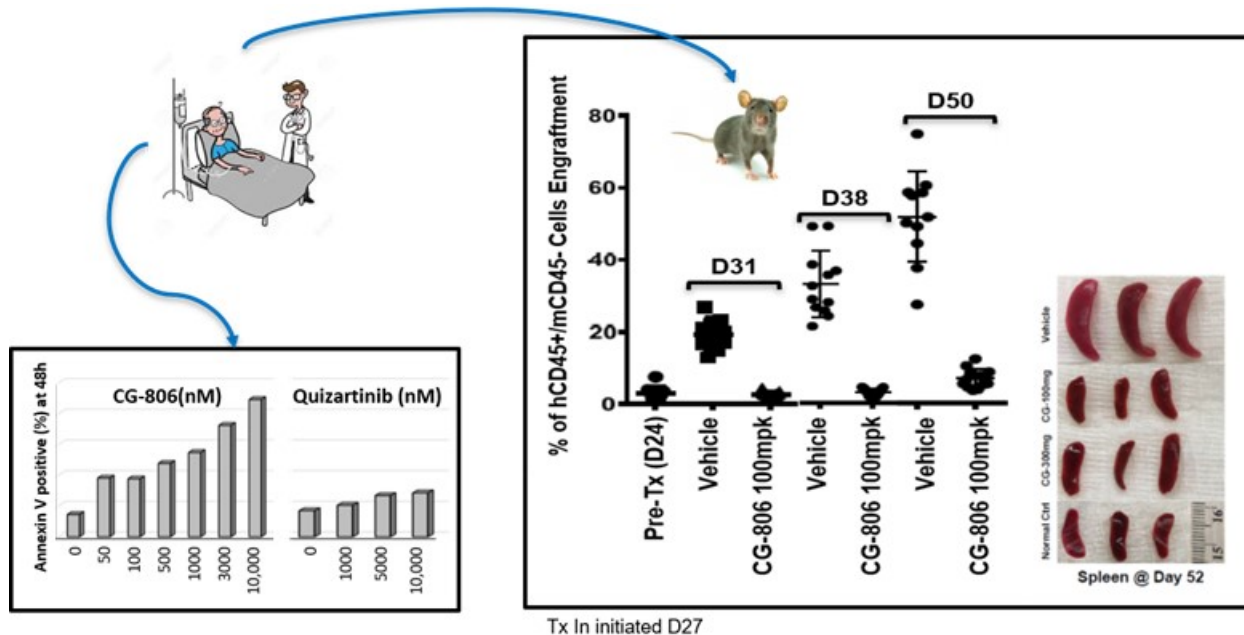 Annexin V positive (%) at 48h
CG-806(nM)
0
50
100
500
1000
3000
10,000
Quizartinib (nM)
0
1000
5000
10,000
% of hCD45+/mCD45- Cells Engraftment
80
60
40
20
0
D31
D38
D50
Pre-Tx (D24)
Vehicle
CG-806 100mpk
Vehicle
CG-806 100mpk
Vehicle
CG-806 100mpk
Vehicle
CG-100mg
CG-300mg
Normal Ctrl
16
15
Spleen @ Day 52
Tx In initiated D27